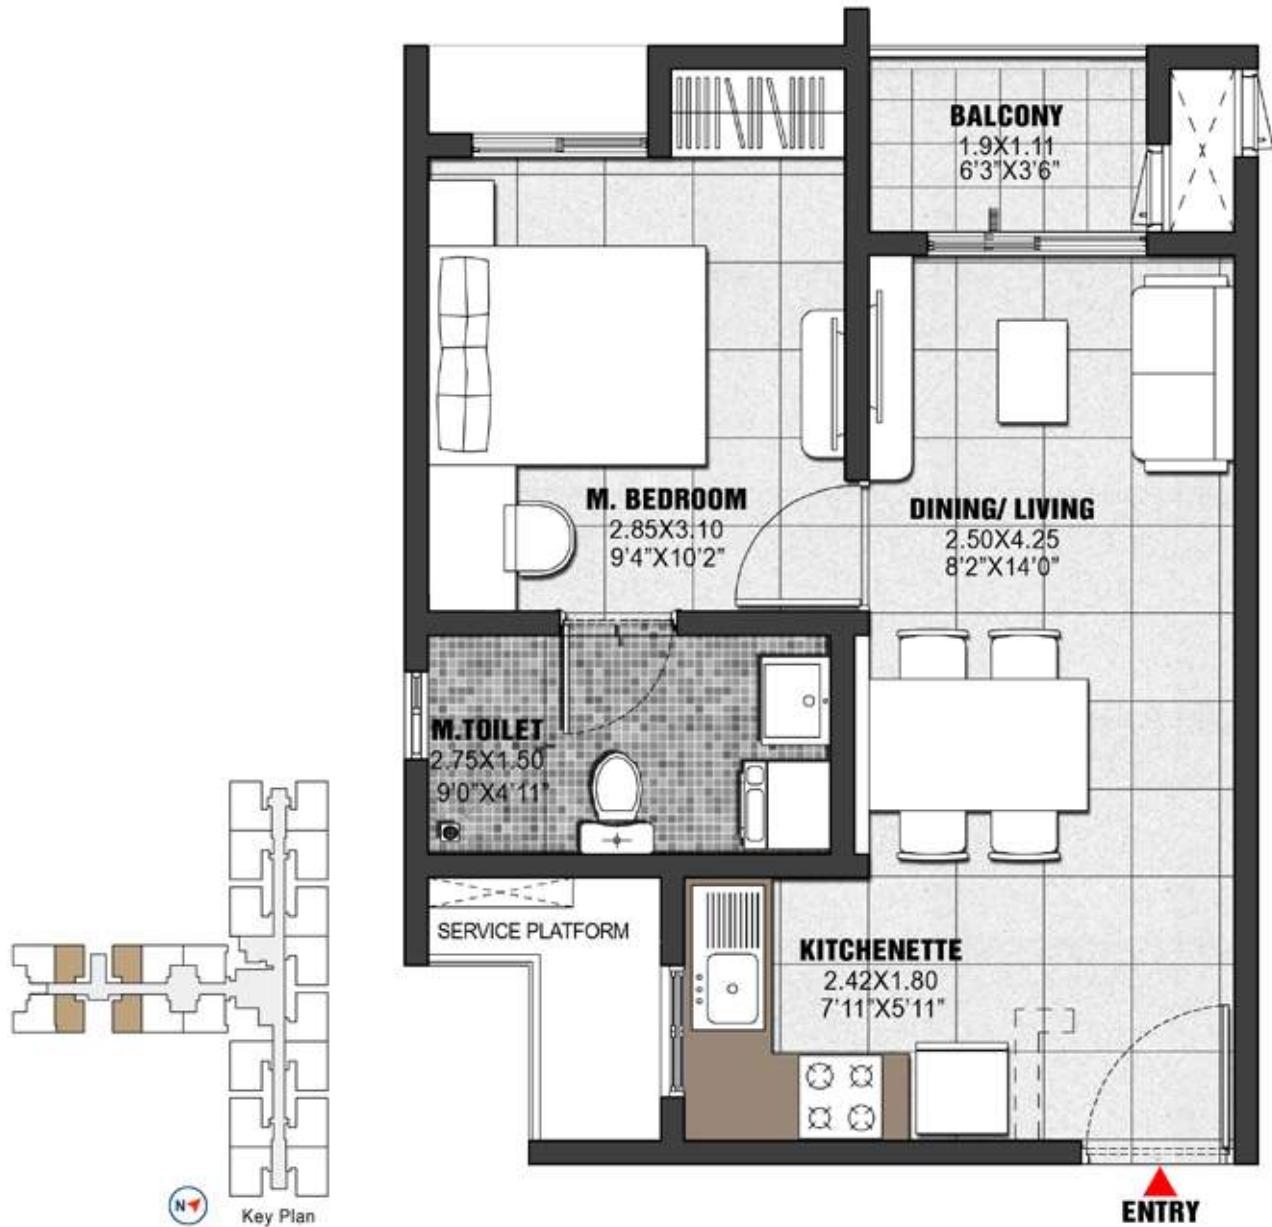 BALCONY
1.9X1.11
6'3"X3'6"
M. BEDROOM
2.85X3.10
9'4"X10'2"
DINING/ LIVING
2.50X4.25
8'2"X14'0"
M.TOILET
2.75X1.50
9'0"X4'11"
SERVICE PLATFORM
KITCHENETTE
2.42X1.80
7'11"X5'11"
N
Key Plan
ENTRY